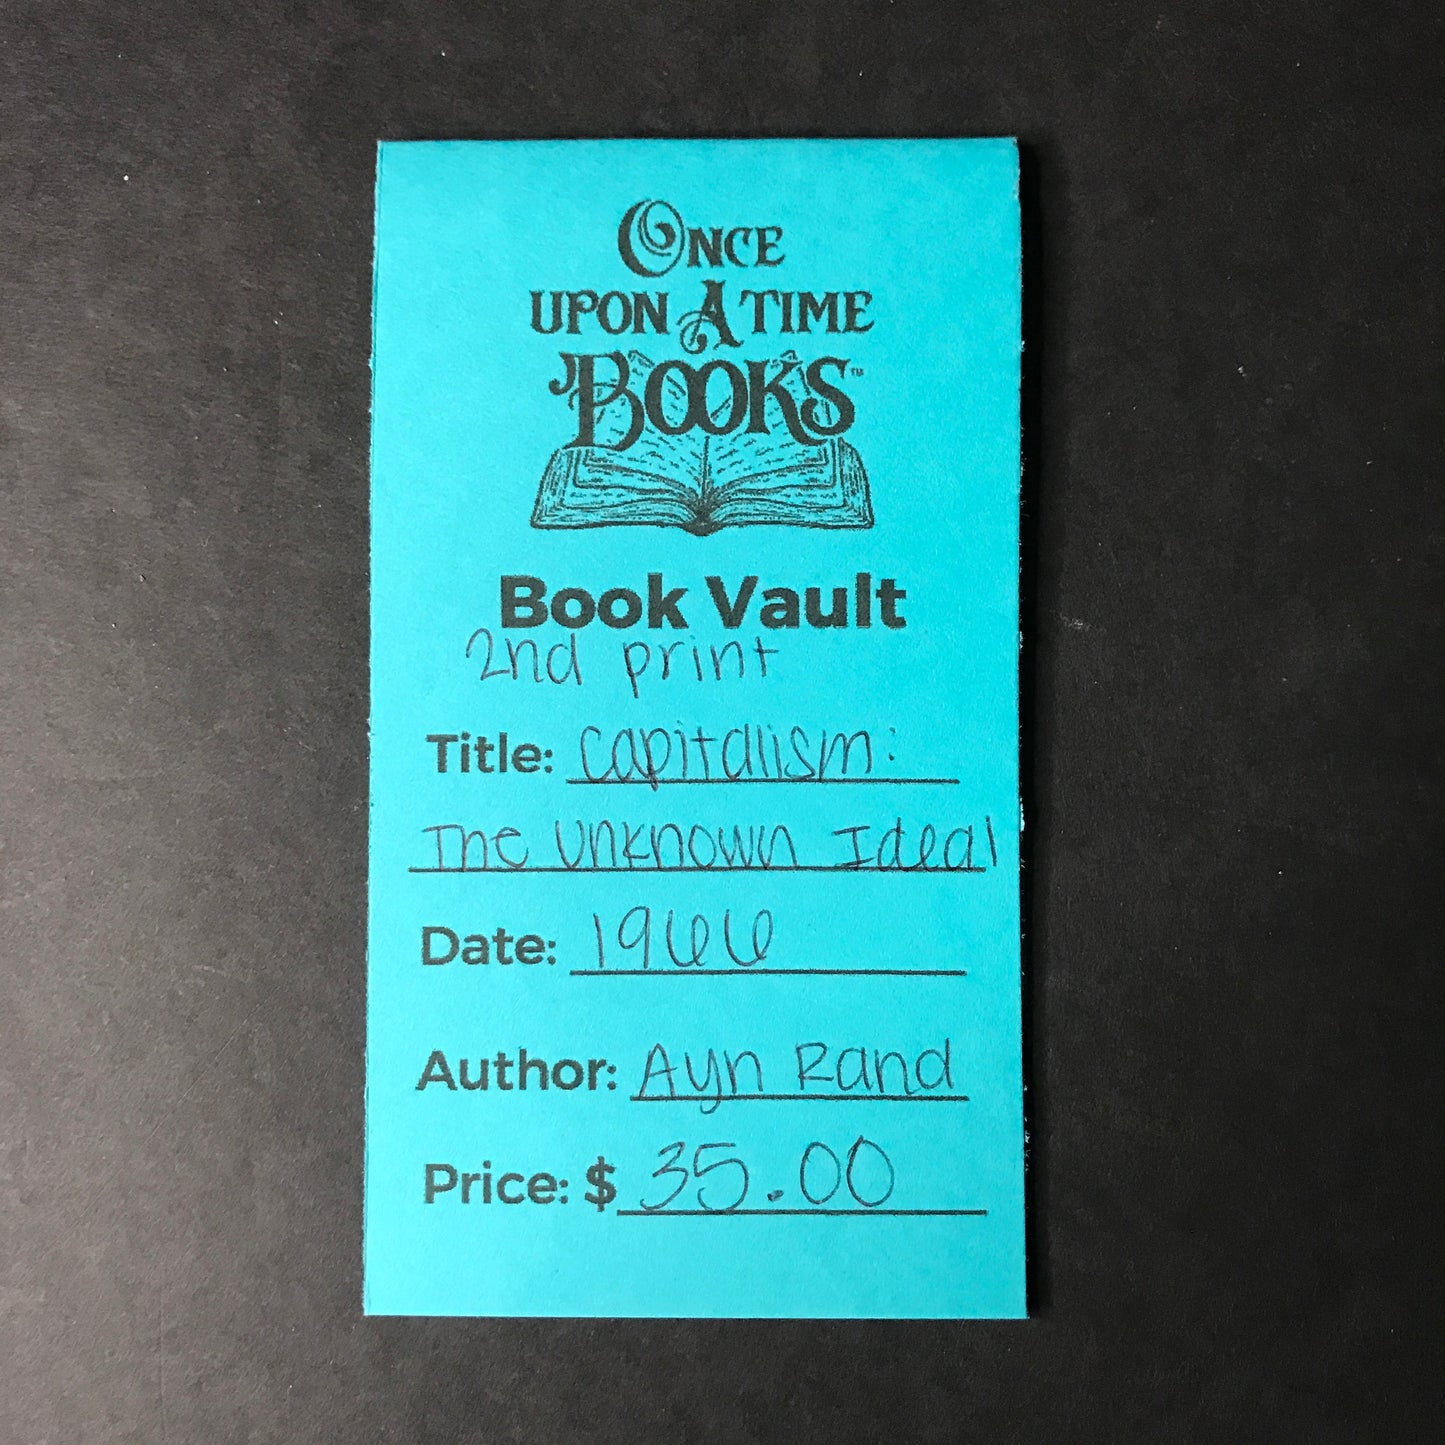 ONCE
UPON A TIME
BOOKS™
Book Vault
2nd print
Title: Capitalism:
The Unknown Ideal
Date: 1966
Author: Ayn Rand
Price: $ 35.00